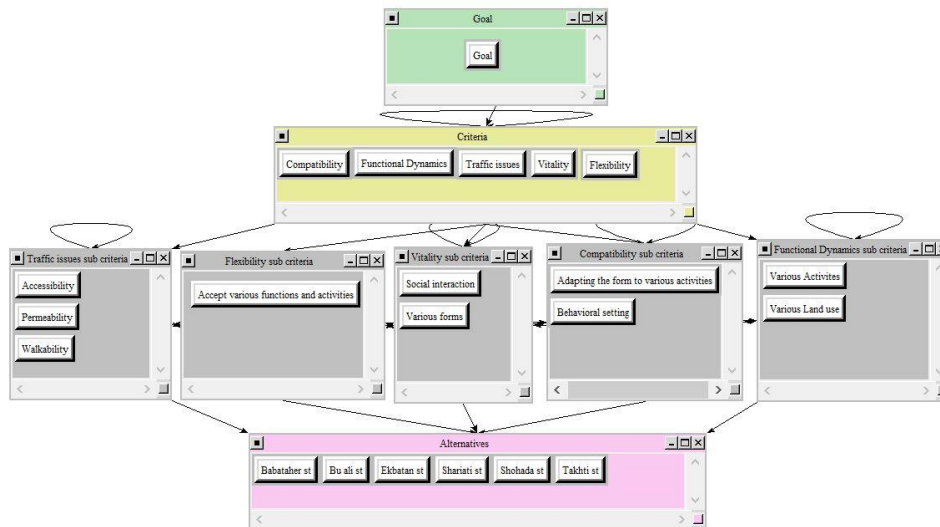 Goal
Goal
Criteria
Compatibility Functional Dynamics Traffic issues Vitality Flexibility
Traffic issues sub criteria
Accessibility
Permeability
Walkability
Flexibility sub criteria
Accept various functions and activities
Vitality sub criteria
Social interaction
Various forms
Compatibility sub criteria
Adapting the form to various activities
Behavioral setting
Functional Dynamics sub criteria
Various Activites
Various Land use
Alternatives
Babataher st Bu ali st Ekbatan st Shariati st Shohada st Takhti st